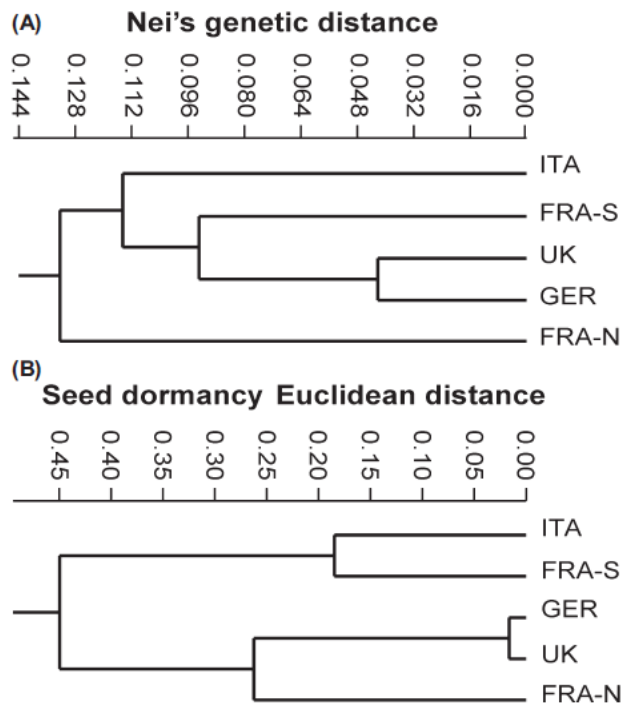 (A) Nei's genetic distance
0.144 0.128 0.112 0.096 0.080 0.064 0.048 0.032 0.016 0.000
ITA
FRA-S
UK
GER
FRA-N
(B)
Seed dormancy Euclidean distance
0.45 0.40 0.35 0.30 0.25 0.20 0.15 0.10 0.05 0.00
ITA
FRA-S
GER
UK
FRA-N